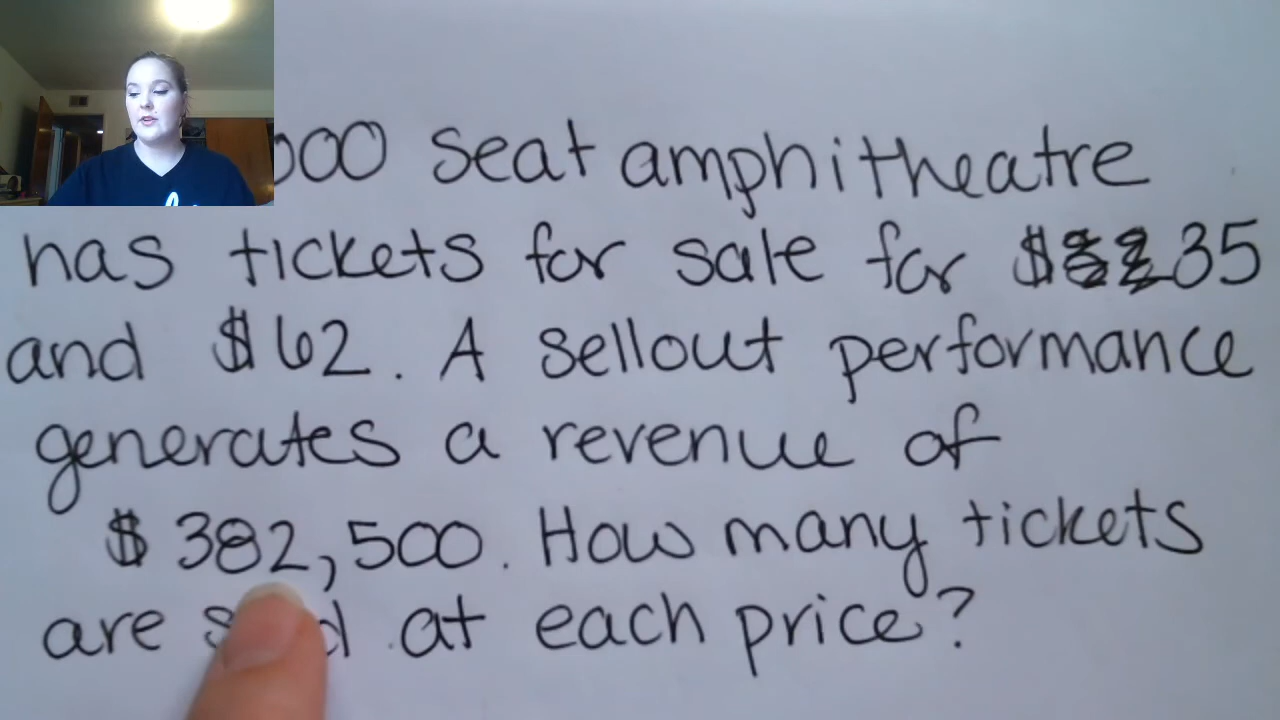 000 seat amphitheatre
has tickets for sale for $35
and $62. A sellout performance
generates a revenue of
$382,500. How many tickets
are at each price?